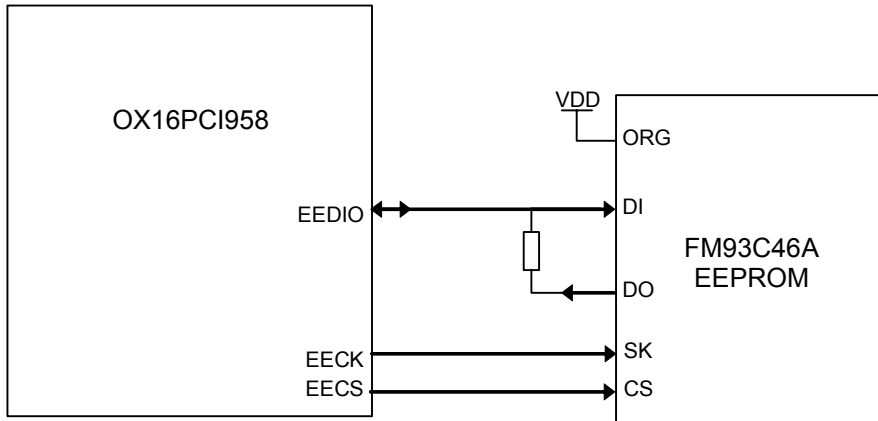 OX16PCI958
VDD
ORG
EEDIO
DI
FM93C46A
EEPROM
DO
EECK
SK
EECS
CS